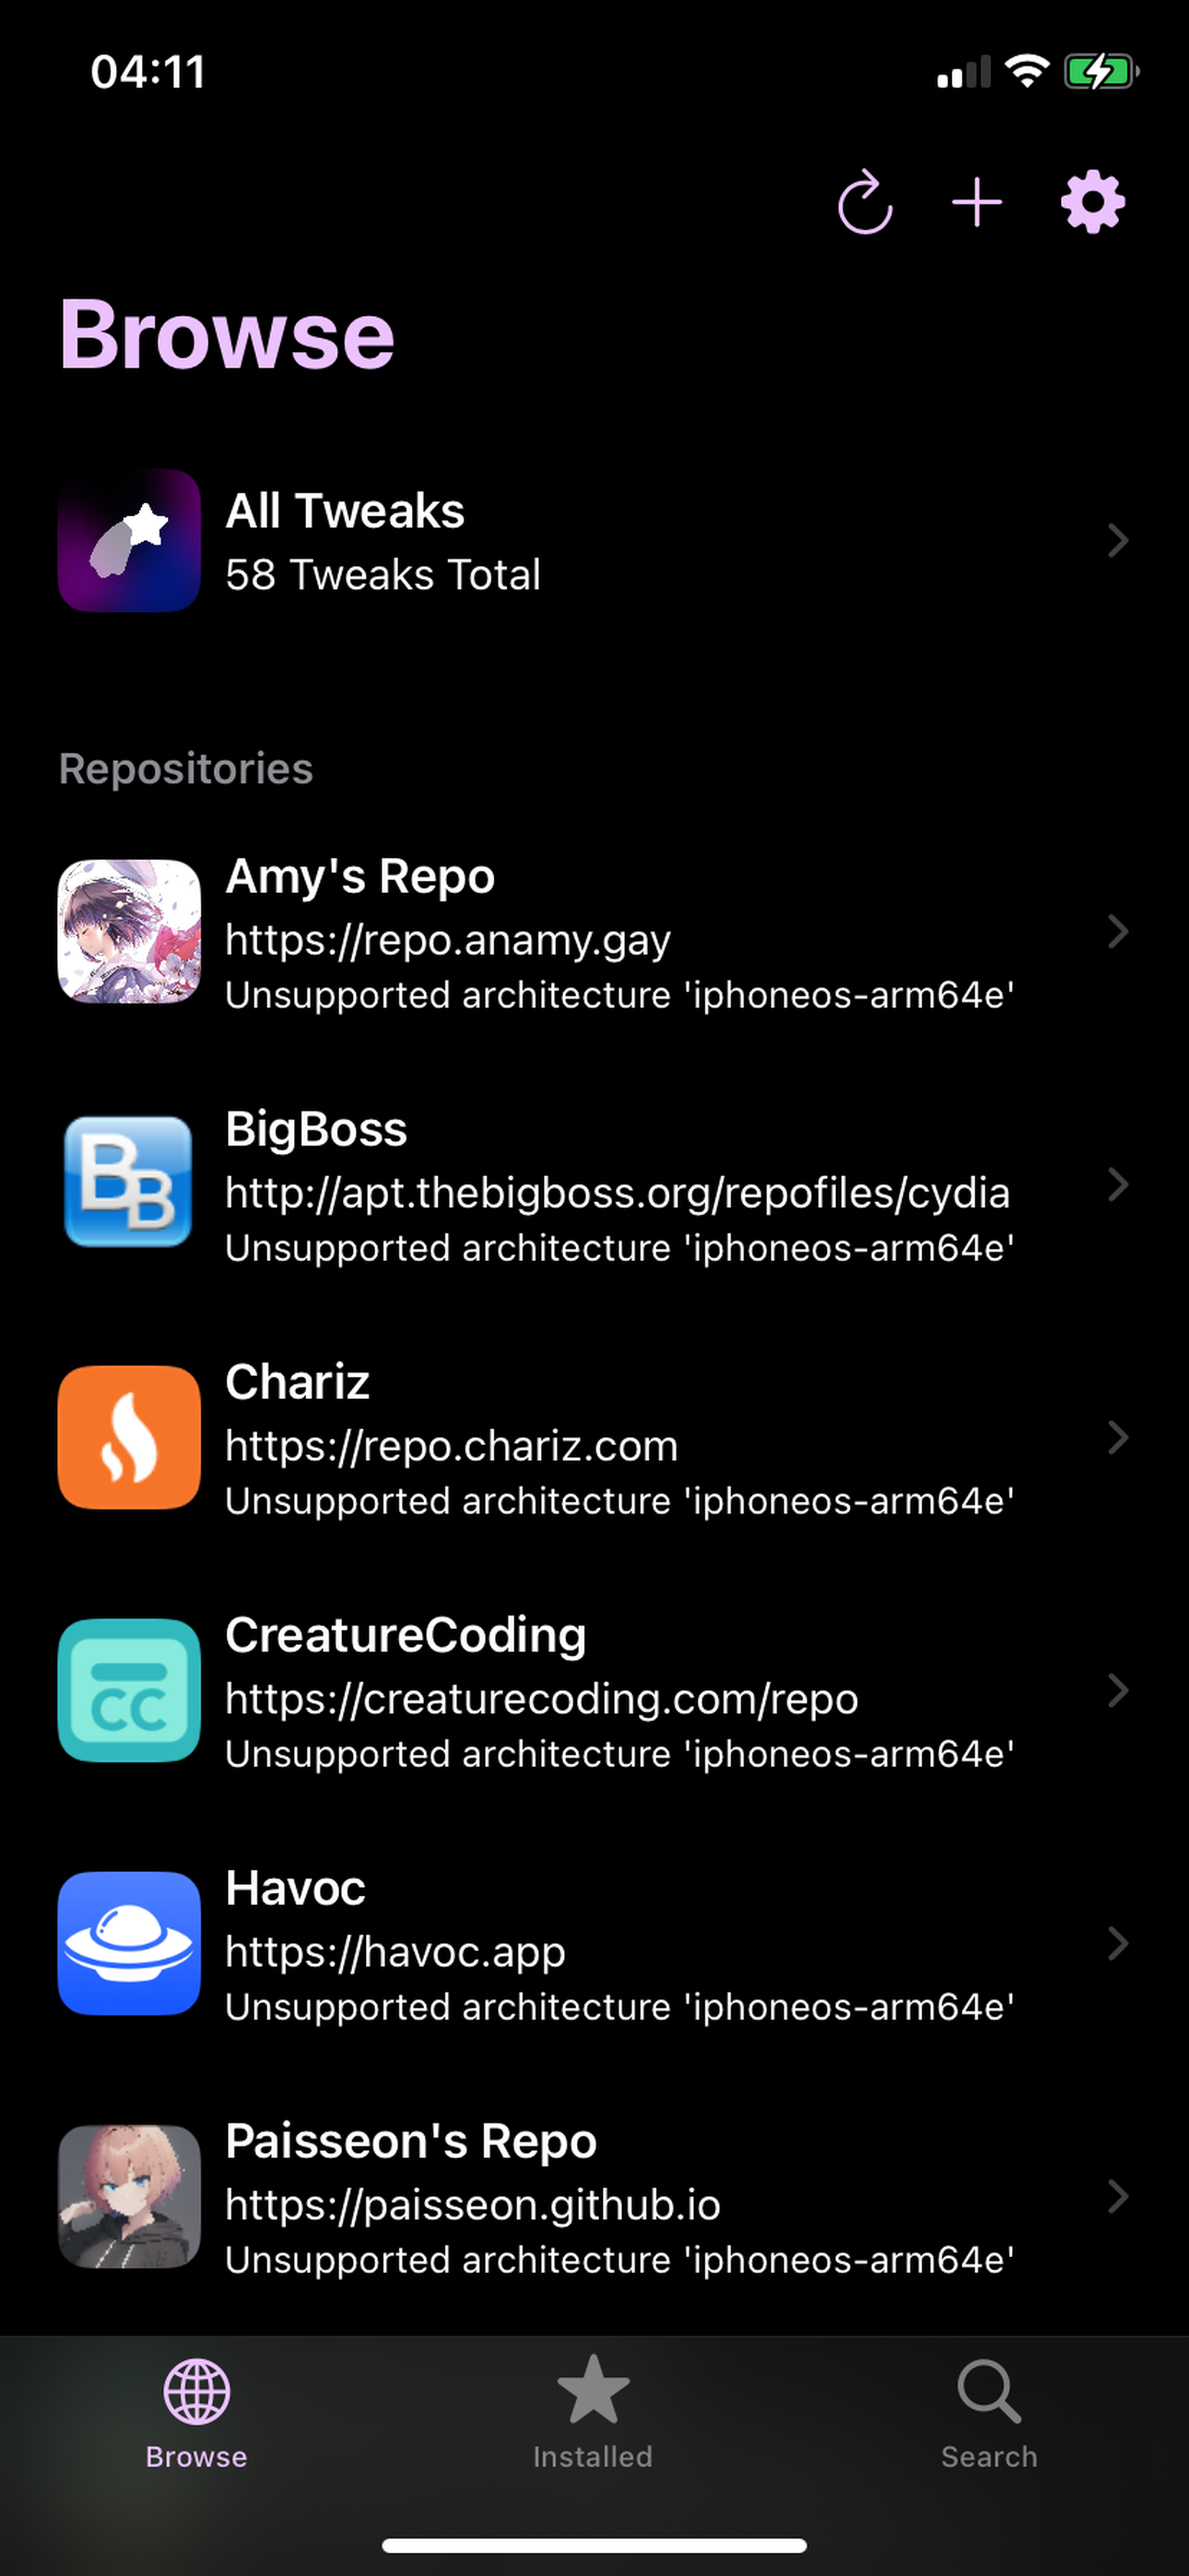 04:11
Browse
All Tweaks
58 Tweaks Total
Repositories
Amy's Repo
https://repo.anamy.gay
Unsupported architecture 'iphoneos-arm64e'
BB
BigBoss
http://apt.thebigboss.org/repofiles/cydia
Unsupported architecture 'iphoneos-arm64e'
Chariz
https://repo.chariz.com
Unsupported architecture 'iphoneos-arm64e'
CC
CreatureCoding
https://creaturecoding.com/repo
Unsupported architecture 'iphoneos-arm64e'
Havoc
https://havoc.app
Unsupported architecture 'iphoneos-arm64e'
Paisseon's Repo
https://paisseon.github.io
Unsupported architecture 'iphoneos-arm64e'
Browse
Installed
Search